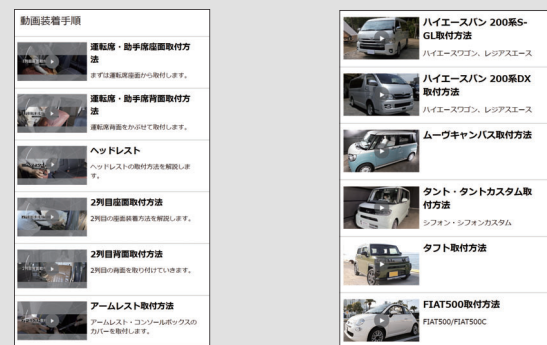 動画装着手順
運転席・助手席座面取付方
法
まずは運転席座面から取付します。
運転席・助手席背面取付方
法
運転席背面をかぶせて取付します。
ヘッドレスト
ヘッドレストの取付方法を解説しま
す。
2列目座面取付方法
2列目の座面装着方法を解説します。
2列目背面取付方法
2列目の背面を取り付けていきます。
アームレスト取付方法
アームレスト・コンソールボックスの
カバーを取付します。
ハイエースバン 200系S-
GL取付方法
ハイエースワゴン、レジアスエース
ハイエースバン 200系DX
取付方法
ハイエースワゴン、レジアスエース
ムーヴキャンバス取付方法
タント・タントカスタム取
付方法
シフォン・シフォンカスタム
タフト取付方法
FIAT500取付方法
FIAT500/FIAT500C